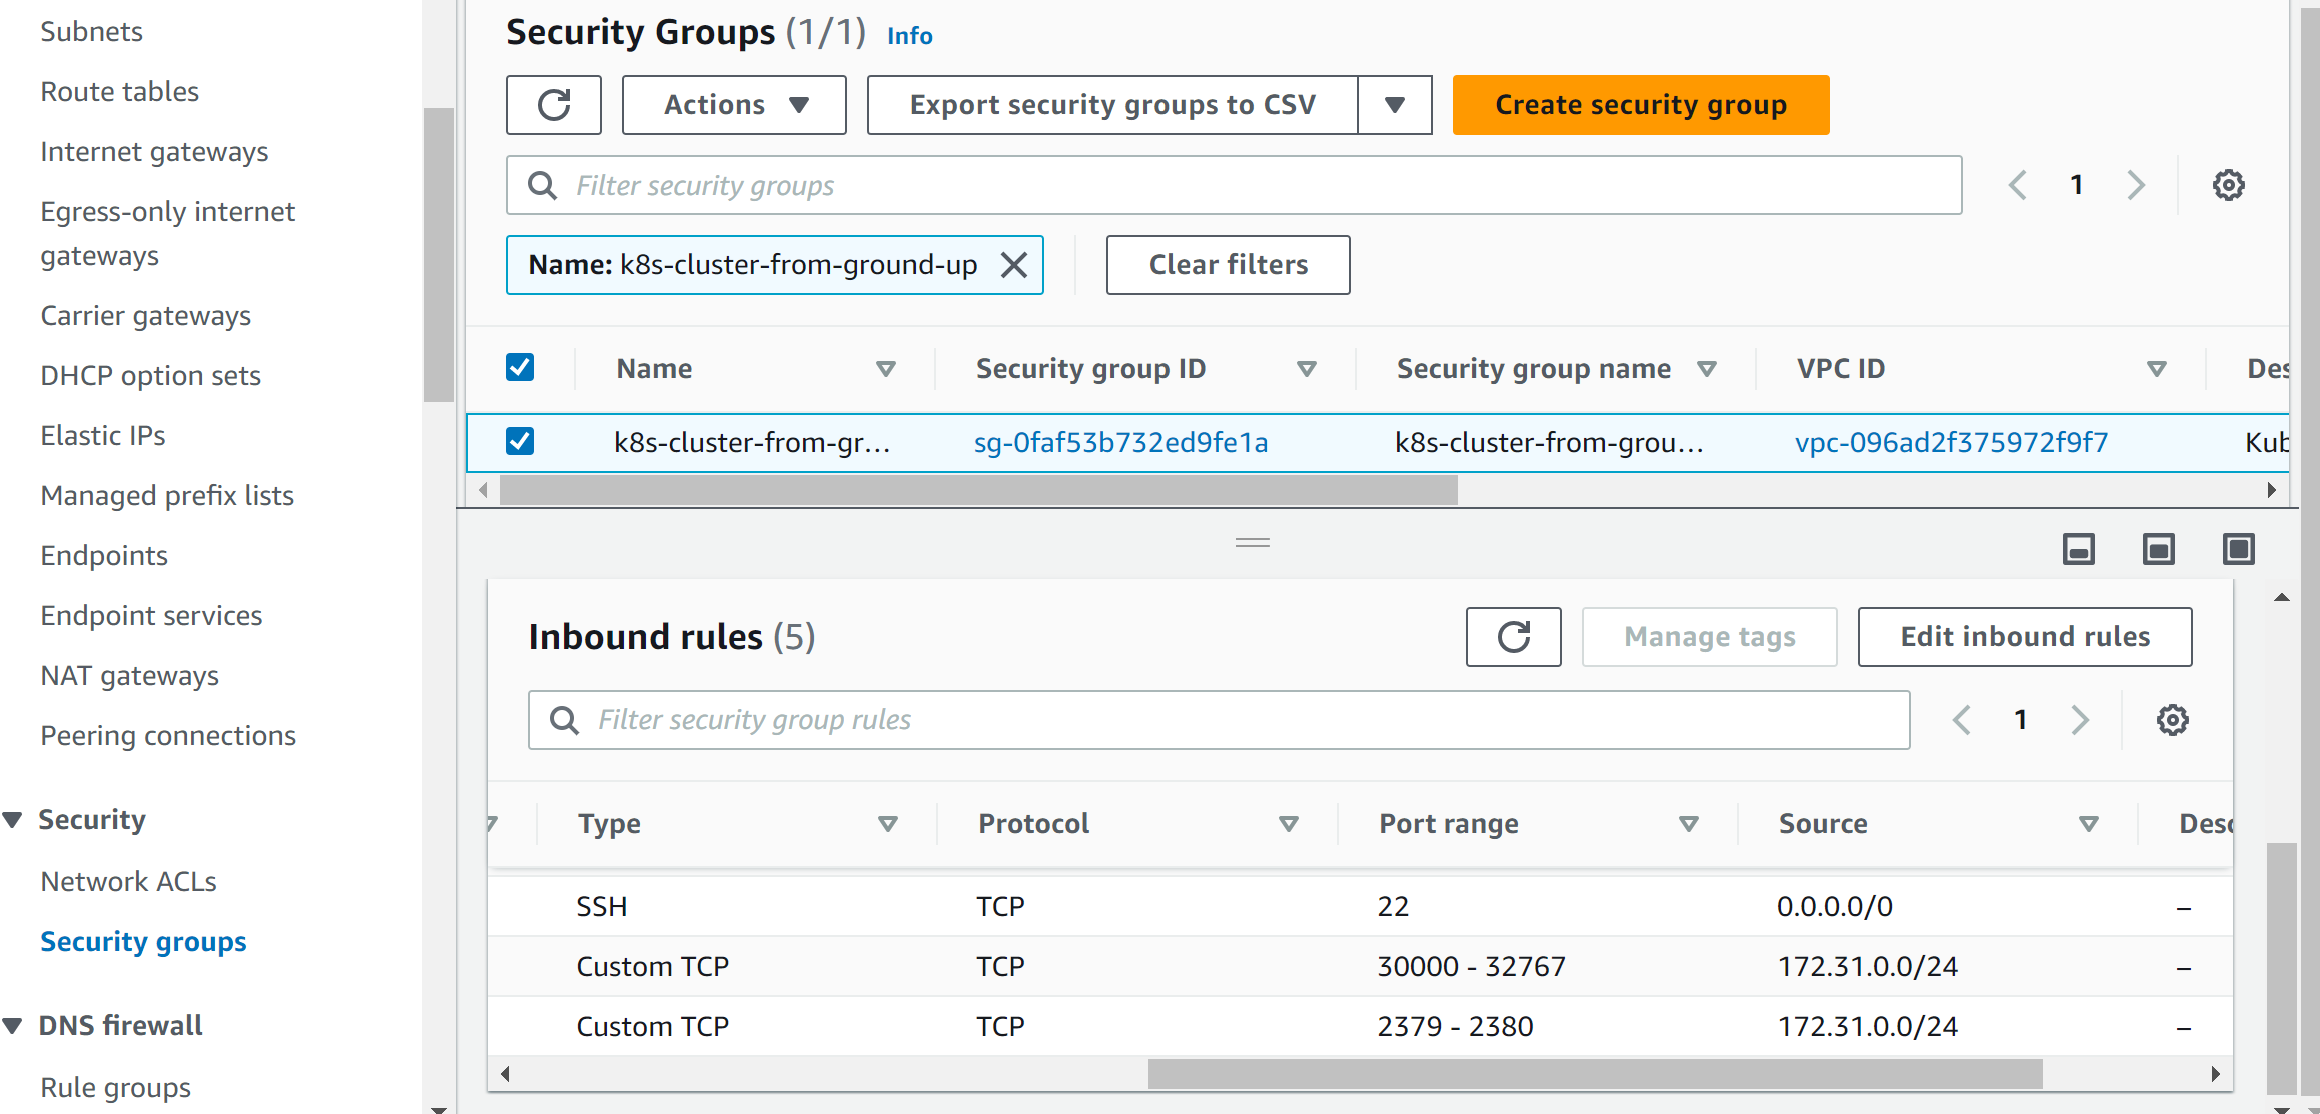 Subnets
Route tables
Internet gateways
Egress-only internet
gateways
Carrier gateways
DHCP option sets
Elastic IPs
Managed prefix lists
Endpoints
Endpoint services
NAT gateways
Peering connections
Security
Network ACLs
Security groups
DNS firewall
Rule groups
Security Groups (1/1) Info
Actions Export security groups to CSV Create security group
Filter security groups 1
Name: k8s-cluster-from-ground-up Clear filters
Name Security group ID Security group name VPC ID Des
k8s-cluster-from-gr... sg-0faf53b732ed9fe1a k8s-cluster-from-grou... vpc-096ad2f375972f9f7 Kub
Inbound rules (5) Manage tags Edit inbound rules
Filter security group rules 1
Type Protocol Port range Source Desc
SSH TCP 22 0.0.0.0/0 –
Custom TCP TCP 30000 - 32767 172.31.0.0/24 –
Custom TCP TCP 2379 - 2380 172.31.0.0/24 –